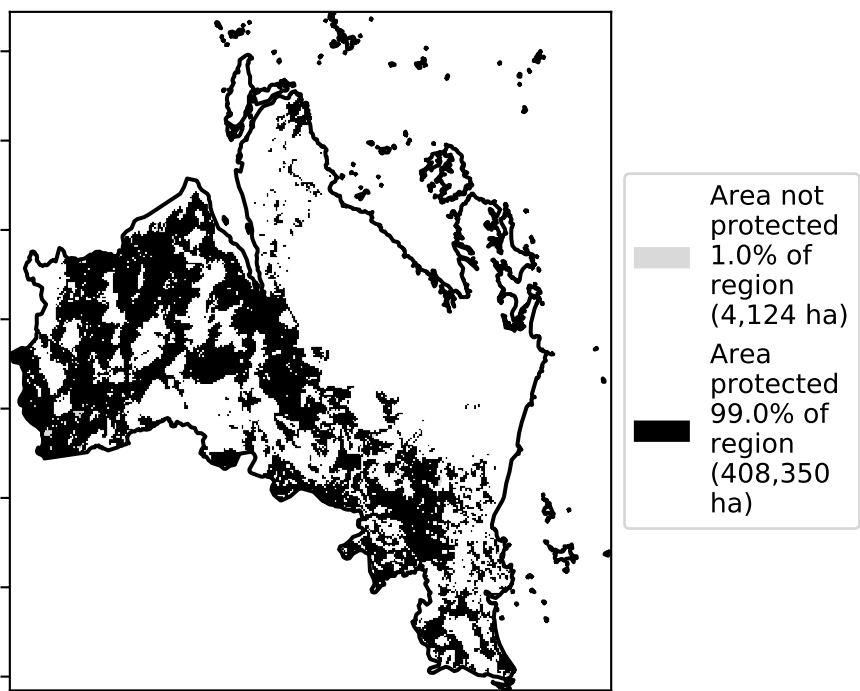 Area not
protected
1.0% of
region
(4,124 ha)
Area
protected
99.0% of
region
(408,350
ha)